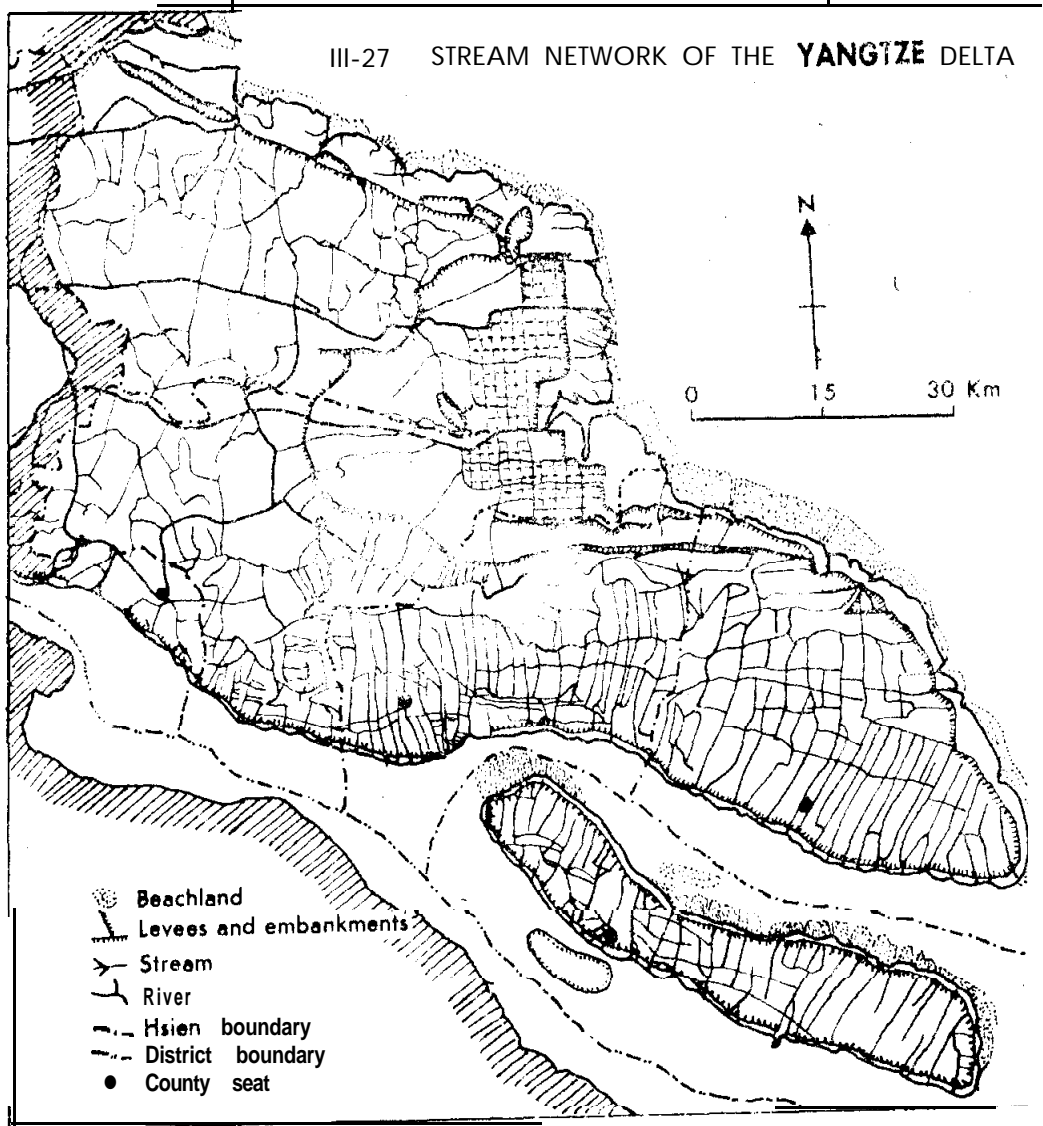 III-27 STREAM NETWORK OF THE YANGTZE DELTA
N
0 15 30 Km
Beachland
Levees and embankments
Stream
River
Hsien boundary
District boundary
County seat